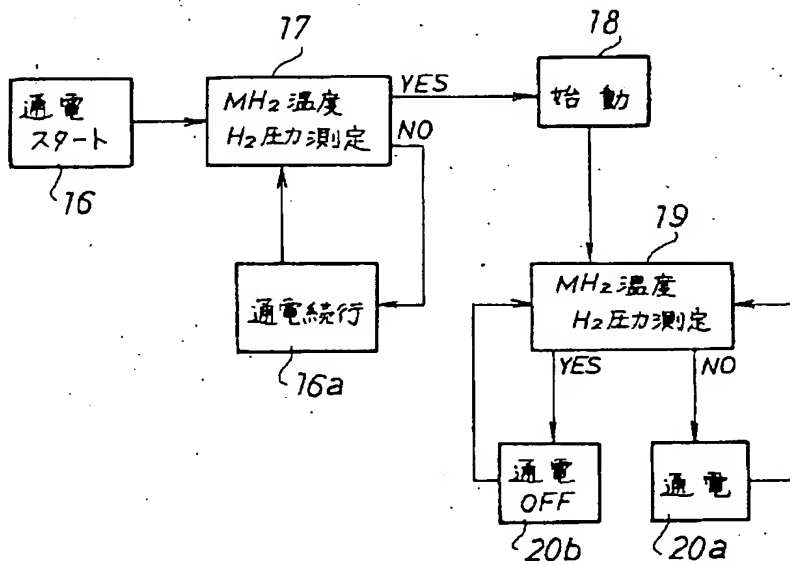 17
MH₂温度
H₂圧力測定
YES
NO
18
始動
通電
スタート
16
通電続行
16a
19
MH₂温度
H₂圧力測定
YES
NO
通電
OFF
20b
通電
20a